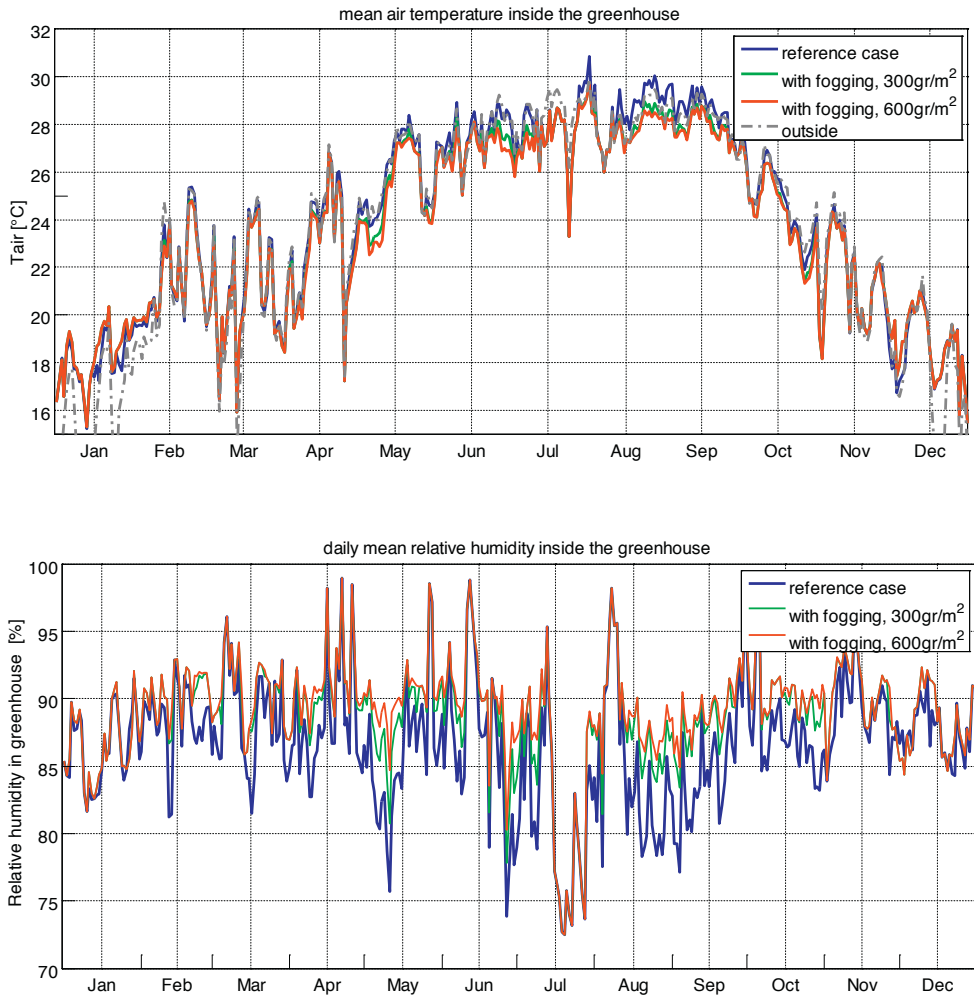 mean air temperature inside the greenhouse
32
30
28
26
24
22
20
18
16
Tair [°C]
reference case
with fogging, 300gr/m²
with fogging, 600gr/m²
outside
Jan Feb Mar Apr May Jun Jul Aug Sep Oct Nov Dec
daily mean relative humidity inside the greenhouse
100
95
90
85
80
75
70
Relative humidity in greenhouse [%]
reference case
with fogging, 300gr/m²
with fogging, 600gr/m²
Jan Feb Mar Apr May Jun Jul Aug Sep Oct Nov Dec